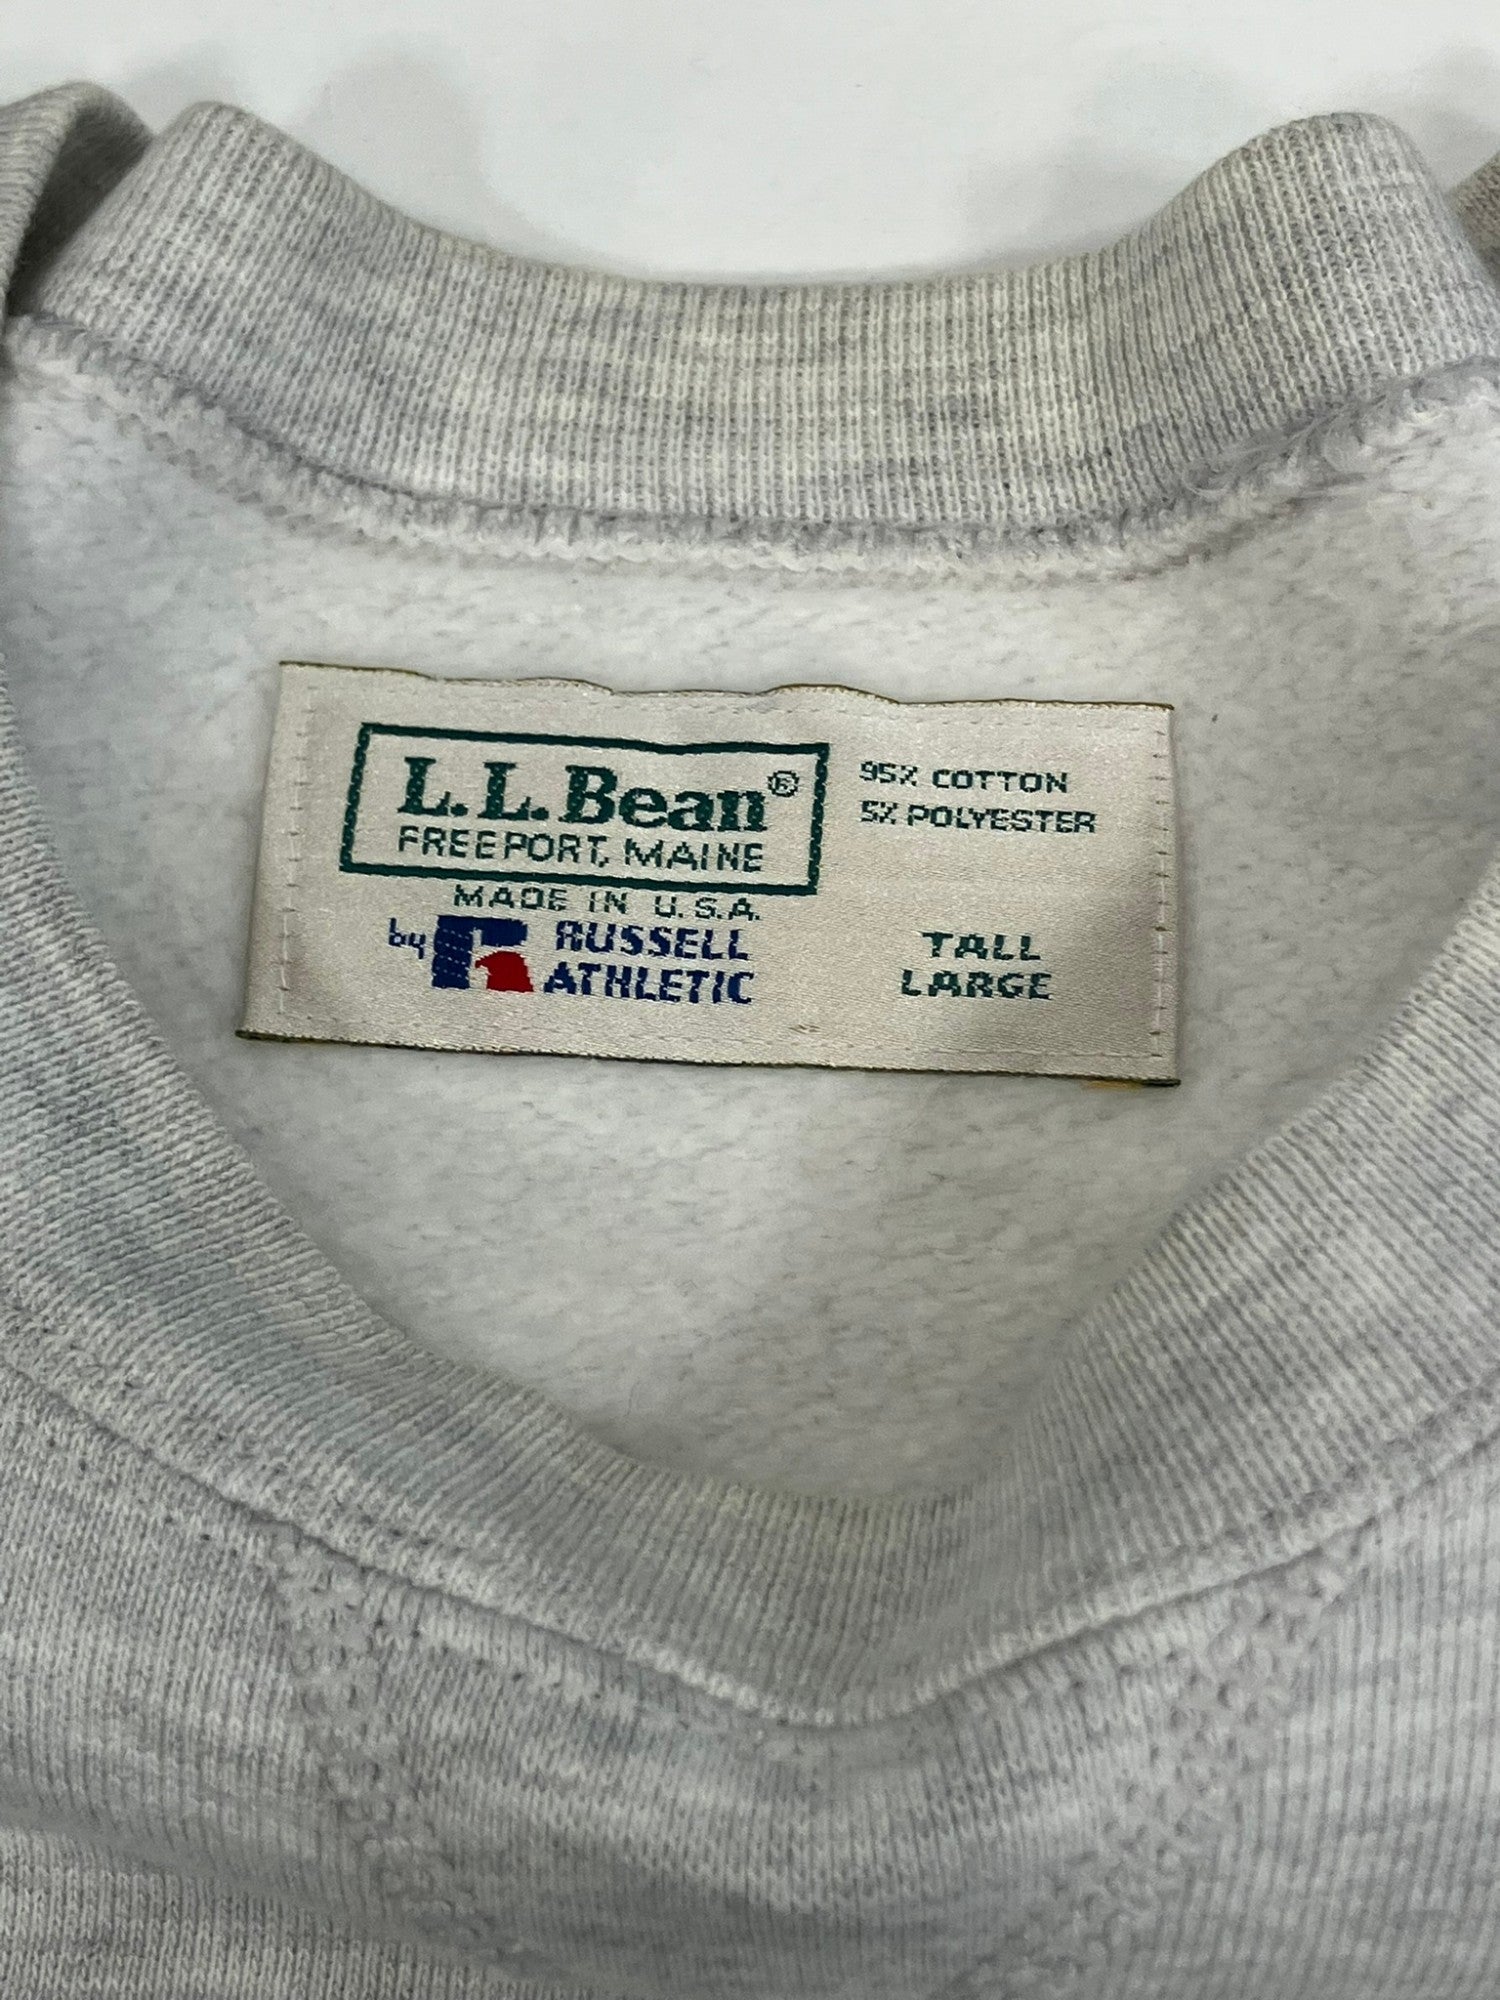 L.L.Bean®
FREEPORT, MAINE
MADE IN U.S.A.
by RUSSELL
ATHLETIC
95% COTTON
5% POLYESTER
TALL
LARGE